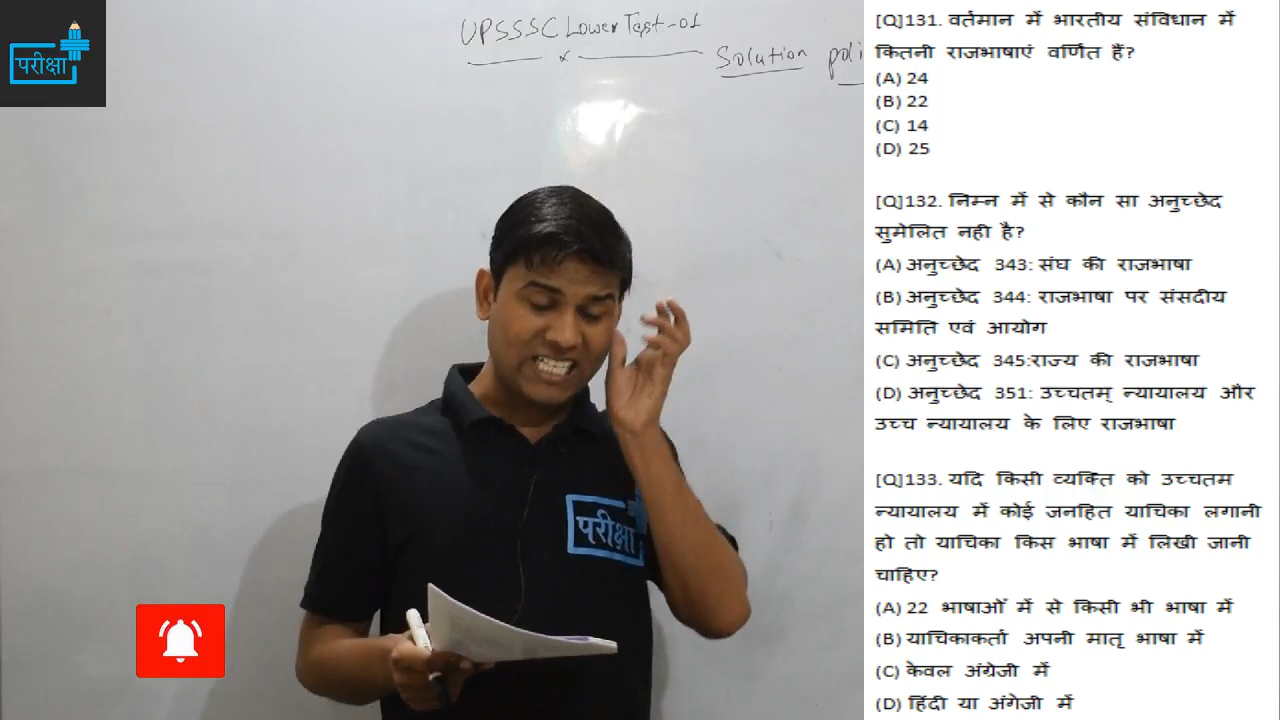 परीक्षा
UPSSSC Lower Test-01
Solution
परीक्षा
[Q]131. वर्तमान में भारतीय संविधान में
कितनी राजभाषाएं वर्णित हैं?
(A) 24
(B) 22
(C) 14
(D) 25
[Q]132. निम्न में से कौन सा अनुच्छेद
सुमेलित नही है?
(A) अनुच्छेद 343: संघ की राजभाषा
(B) अनुच्छेद 344: राजभाषा पर संसदीय
समिति एवं आयोग
(C) अनुच्छेद 345:राज्य की राजभाषा
(D) अनुच्छेद 351: उच्चतम् न्यायालय और
उच्च न्यायालय के लिए राजभाषा
[Q]133. यदि किसी व्यक्ति को उच्चतम
न्यायालय में कोई जनहित याचिका लगानी
हो तो याचिका किस भाषा में लिखी जानी
चाहिए?
(A) 22 भाषाओं में से किसी भी भाषा में
(B) याचिकाकर्ता अपनी मातृ भाषा में
(C) केवल अंग्रेजी में
(D) हिंदी या अंगेजी में